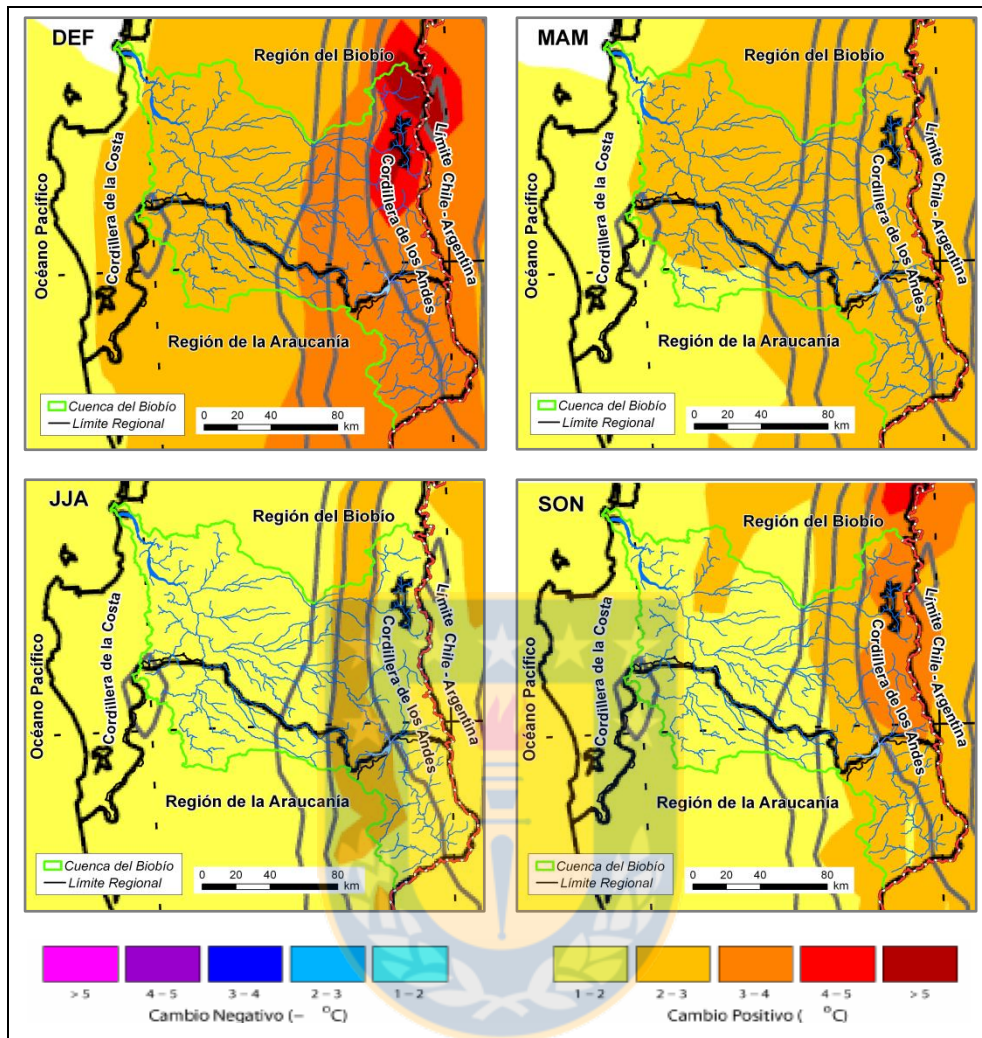 DEF
Región del Biobío
Océano Pacífico
Cordillera de la Costa
Cordillera de los Andes
Límite Chile - Argentina
Región de la Araucanía
Cuenca del Biobío
Límite Regional
0 20 40 80
km
MAM
Región del Biobío
Océano Pacífico
Cordillera de la Costa
Cordillera de los Andes
Límite Chile - Argentina
Región de la Araucanía
Cuenca del Biobío
Límite Regional
0 20 40 80
km
JJA
Región del Biobío
Océano Pacífico
Cordillera de la Costa
Cordillera de los Andes
Límite Chile - Argentina
Región de la Araucanía
Cuenca del Biobío
Límite Regional
0 20 40 80
km
SON
Región del Biobío
Océano Pacífico
Cordillera de la Costa
Cordillera de los Andes
Límite Chile - Argentina
Región de la Araucanía
Cuenca del Biobío
Límite Regional
0 20 40 80
km
> 5 4 – 5 3 – 4 2 – 3 1 – 2
Cambio Negativo (– °C)
1 – 2 2 – 3 3 – 4 4 – 5 > 5
Cambio Positivo ( °C)